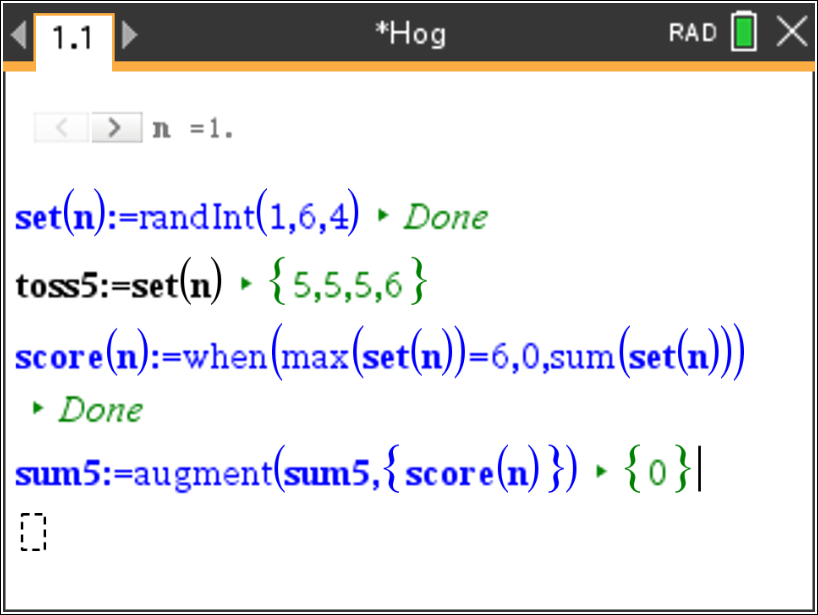 1.1 *Hog RAD
< > n =1.
set(n):=randInt(1,6,4) ▸ Done
toss5:=set(n) ▸ {5,5,5,6}
score(n):=when(max(set(n))=6,0,sum(set(n)))
▸ Done
sum5:=augment(sum5,{score(n)}) ▸ {0}